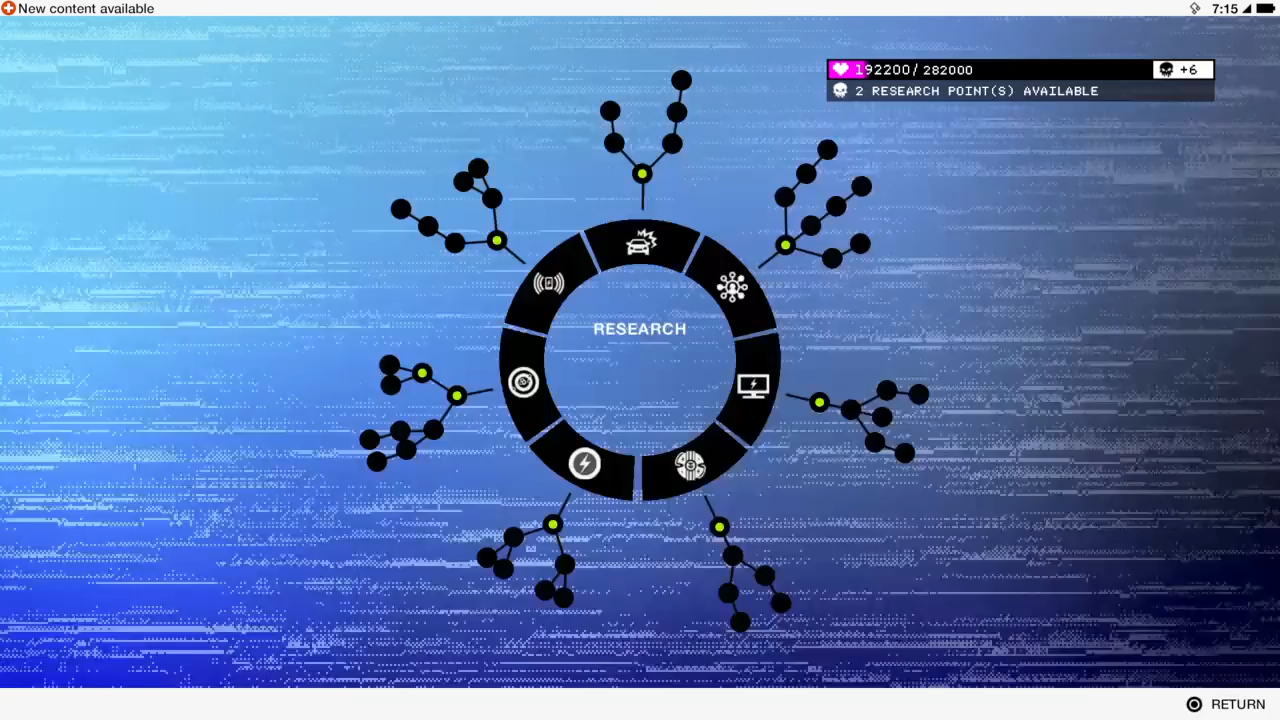 New content available
7:15
192200/282000
+6
2 RESEARCH POINT(S) AVAILABLE
RESEARCH
RETURN